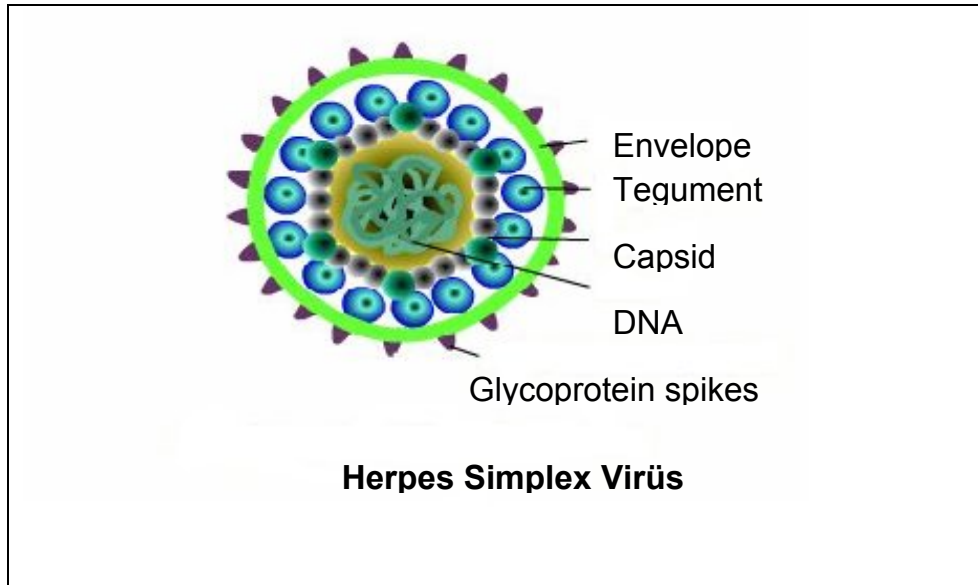 Envelope
Tegument
Capsid
DNA
Glycoprotein spikes
Herpes Simplex Virüs